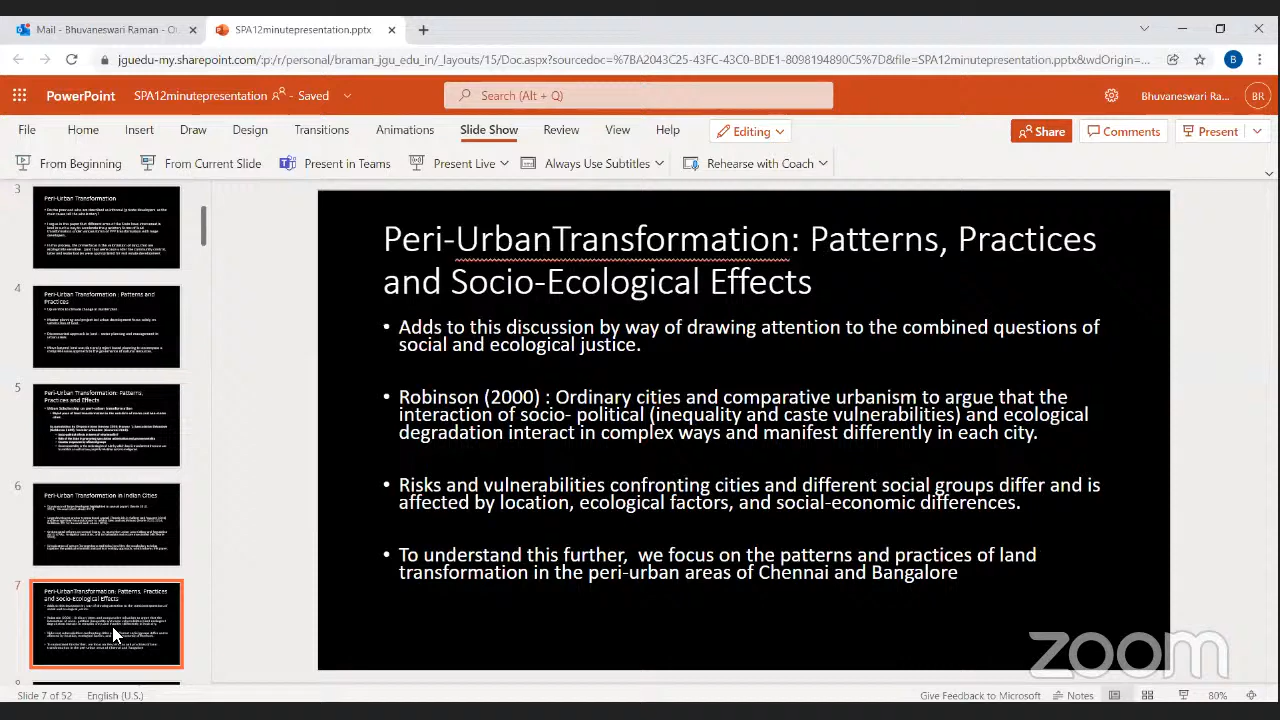 Mail - Bhuvaneswari Raman - O
SPA12minutepresentation.pptx
jguedu-my.sharepoint.com/:p:/r/personal/braman_jgu_edu_in/_layouts/15/Doc.aspx?sourcedoc=%7BA2043C25-43FC-43C0-BDE1-8098194890C5%7D&file=SPA12minutepresentation.pptx&wdOrigin=...
B
PowerPoint
SPA12minutepresentation - Saved
Search (Alt + Q)
Bhuvaneswari Ra...
BR
File Home Insert Draw Design Transitions Animations Slide Show Review View Help
Editing
Share
Comments
Present
From Beginning From Current Slide Present in Teams Present Live Always Use Subtitles Rehearse with Coach
3
Peri-Urban Transformation
4
Peri-Urban Transformation : Patterns and
Practices
5
Peri-Urban Transformation: Patterns,
Practices and Effects
6
Peri-Urban Transformation in Indian Cities
7
Peri-UrbanTransformation: Patterns, Practices
and Socio-Ecological Effects
Peri-UrbanTransformation: Patterns, Practices
and Socio-Ecological Effects
• Adds to this discussion by way of drawing attention to the combined questions of
social and ecological justice.
• Robinson (2000) : Ordinary cities and comparative urbanism to argue that the
interaction of socio- political (inequality and caste vulnerabilities) and ecological
degradations intersect in complex ways and manifests differently in each city.
• Risks and vulnerabilities confronting cities and different social groups differ and is
affected by location, ecological factors, and social-economic differences.
• To understand this further, we focus on the patterns and practices of land
transformation in the peri-urban areas of Chennai and Bangalore
zoom
Slide 7 of 52 English (U.S.)
Give Feedback to Microsoft Notes 80%